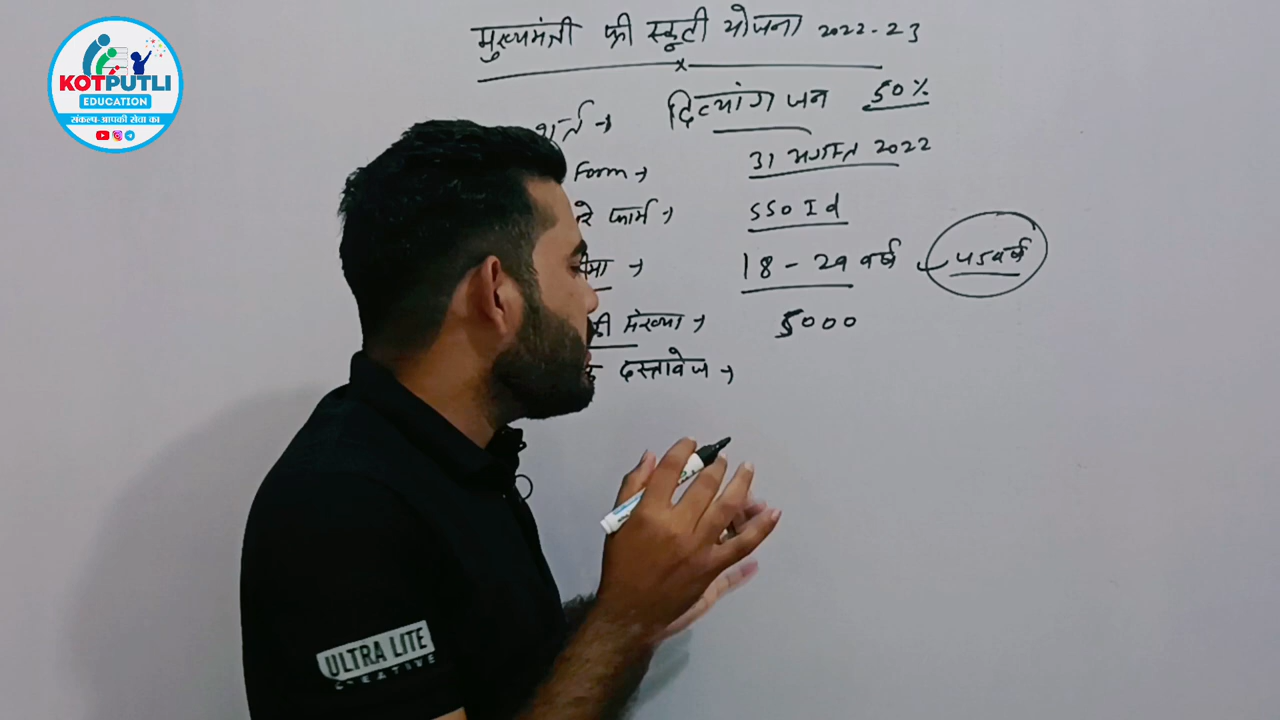 KOTPUTLI
EDUCATION
संकल्प-आपकी सेवा का
मुख्यमंत्री फ्री स्कूटी योजना 2022-23
शर्त → दिव्यांग जन 50%
Form → 31 अगस्त 2022
फार्म → SSO Id
18 - 29 वर्ष 45 वर्ष
की संख्या → 5000
दस्तावेज →
ULTRA LITE
CREATIVE